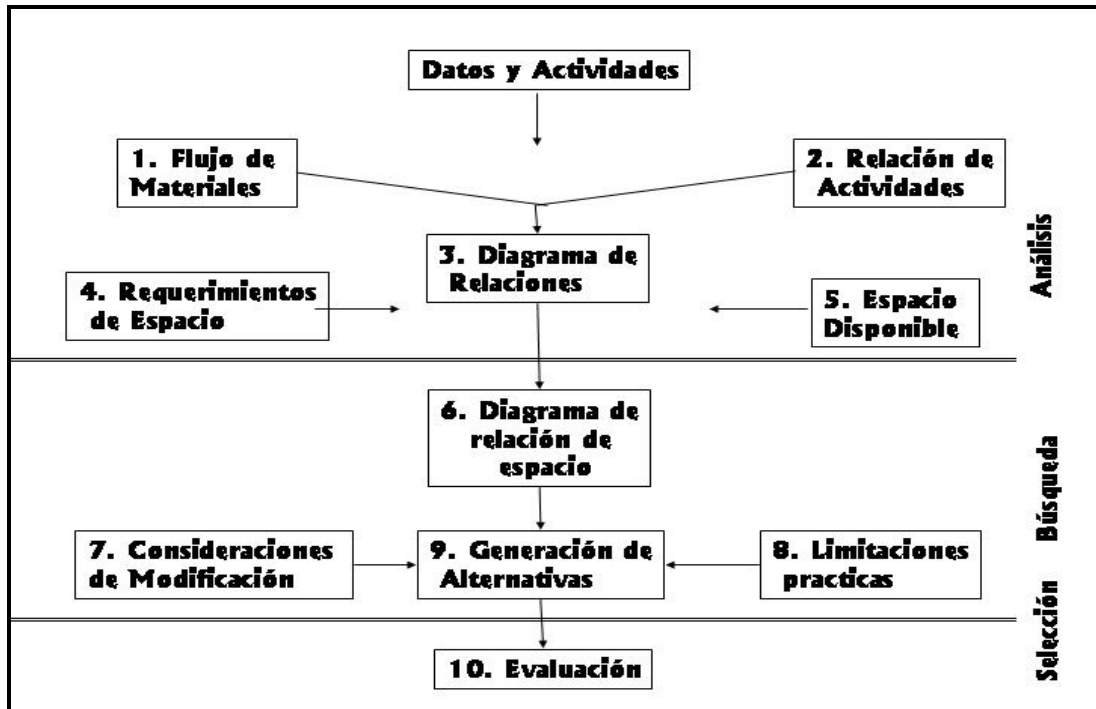 Datos y Actividades
1. Flujo de
Materiales
2. Relación de
Actividades
3. Diagrama de
Relaciones
4. Requerimientos
de Espacio
5. Espacio
Disponible
Análisis
6. Diagrama de
relación de
espacio
Búsqueda
7. Consideraciones
de Modificación
9. Generación de
Alternativas
8. Limitaciones
practicas
Selección
10. Evaluación